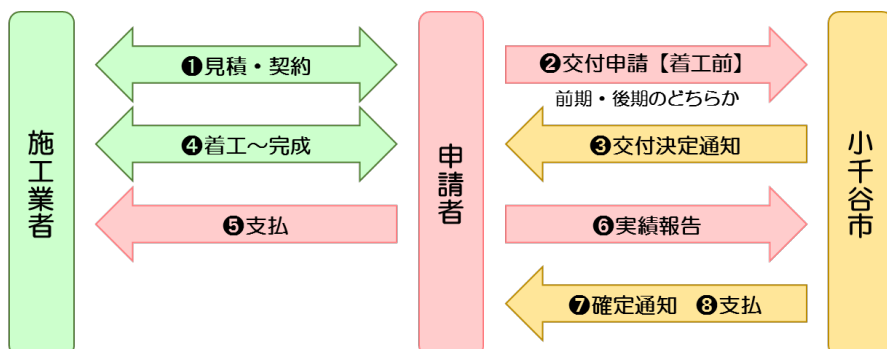 施工業者
❶見積・契約
❹着工～完成
❺支払
申請者
❷交付申請【着工前】
前期・後期のどちらか
❸交付決定通知
❻実績報告
❼確定通知 ❽支払
小千谷市